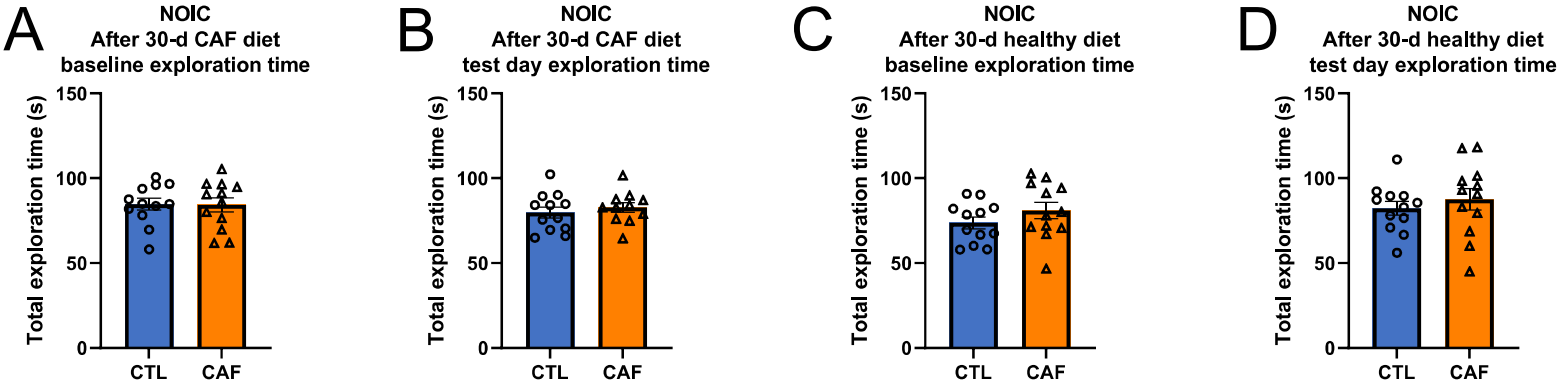 A
NOIC
After 30-d CAF diet
baseline exploration time
Total exploration time (s)
150
100
50
0
CTL
CAF
B
NOIC
After 30-d CAF diet
test day exploration time
Total exploration time (s)
150
100
50
0
CTL
CAF
C
NOIC
After 30-d healthy diet
baseline exploration time
Total exploration time (s)
150
100
50
0
CTL
CAF
D
NOIC
After 30-d healthy diet
test day exploration time
Total exploration time (s)
150
100
50
0
CTL
CAF